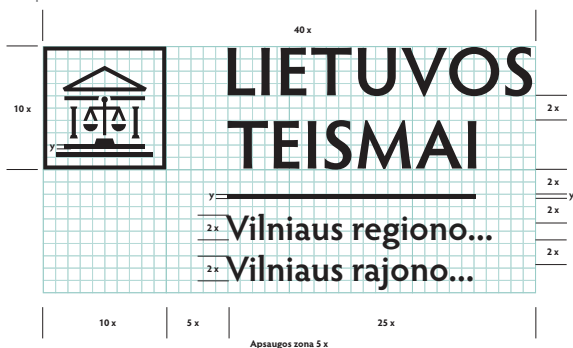 40 x
LIETUVOS
10 x
2 x
TEISMAI
y
2 x
y
y
2 x
2 x
Vilniaus regiono...
2 x
2 x
Vilniaus rajono...
10 x
5 x
25 x
Apsaugos zona 5 x